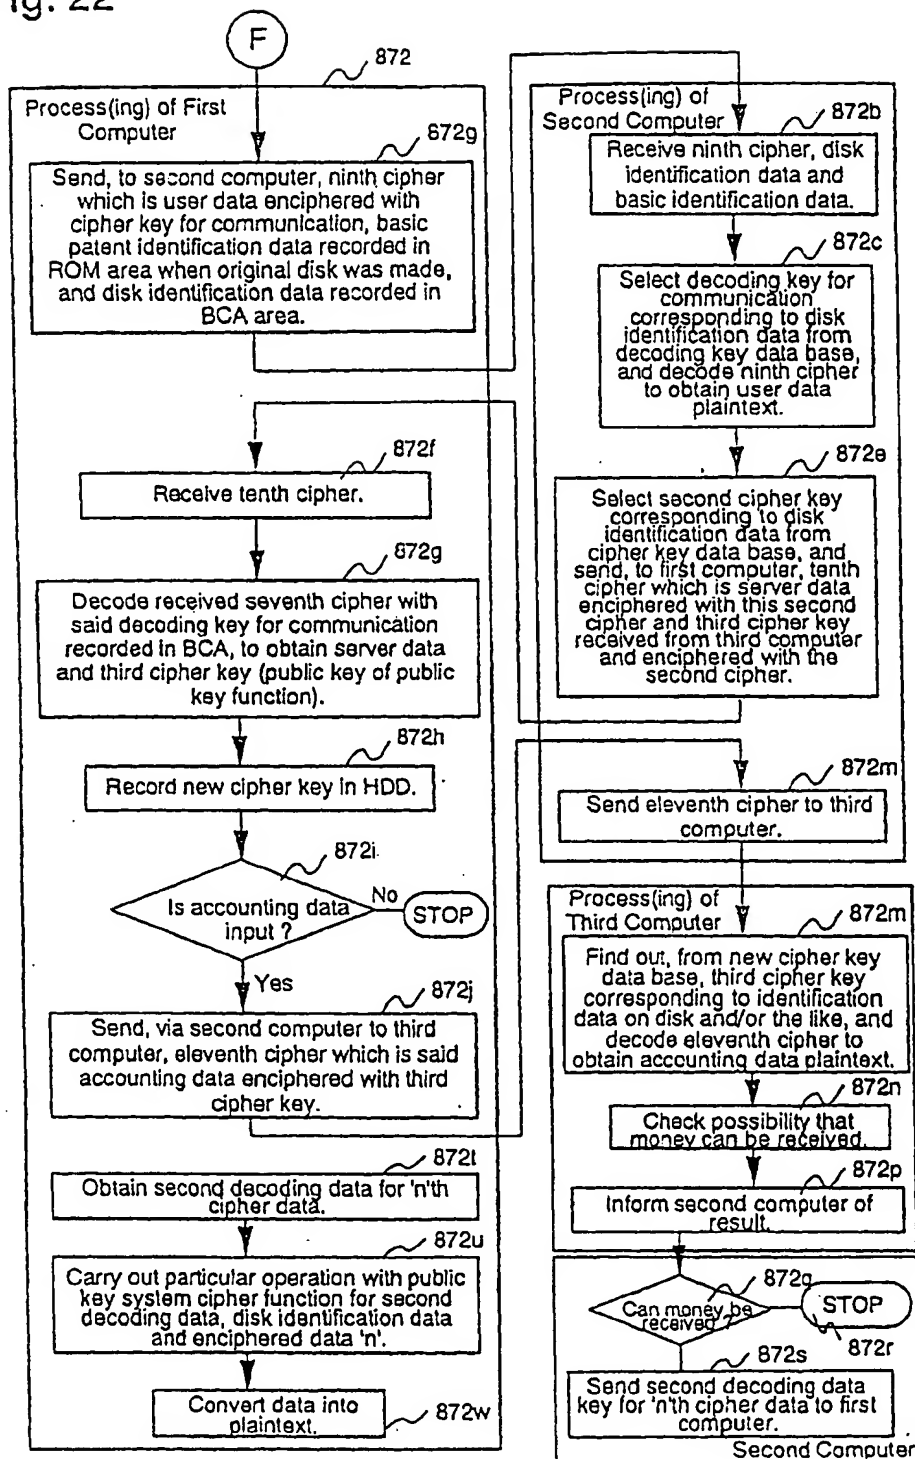 Fig. 22
F
872
Process(ing) of First
Computer
872g
Send, to second computer, ninth cipher
which is user data enciphered with
cipher key for communication, basic
patent identification data recorded in
ROM area when original disk was made,
and disk identification data recorded in
BCA area.
872f
Receive tenth cipher.
872g
Decode received seventh cipher with
said decoding key for communication
recorded in BCA, to obtain server data
and third cipher key (public key of public
key function).
872h
Record new cipher key in HDD.
872i
Is accounting data
input ?
No
STOP
Yes
872j
Send, via second computer to third
computer, eleventh cipher which is said
accounting data enciphered with third
cipher key.
872t
Obtain second decoding data for 'n'th
cipher data.
872u
Carry out particular operation with public
key system cipher function for second
decoding data, disk identification data
and enciphered data 'n'.
Convert data into
plaintext.
872w
Process(ing) of
Second Computer
872b
Receive ninth cipher, disk
identification data and
basic identification data.
872c
Select decoding key for
communication
corresponding to disk
identification data from
decoding key data base,
and decode ninth cipher
to obtain user data
plaintext.
872e
Select second cipher key
corresponding to disk
identification data from
cipher key data base, and
send, to first computer, tenth
cipher which is server data
enciphered with this second
cipher and third cipher key
received from third computer
and enciphered with the
second cipher.
872m
Send eleventh cipher to third
computer.
Process(ing) of
Third Computer
872m
Find out, from new cipher key
data base, third cipher key
corresponding to identification
data on disk and/or the like, and
decode eleventh cipher to
obtain accounting data plaintext.
872n
Check possibility that
money can be received.
872p
Inform second computer of
result.
872q
Can money be
received ?
STOP
872r
872s
Send second decoding data
key for 'n'th cipher data to first
computer.
Second Computer